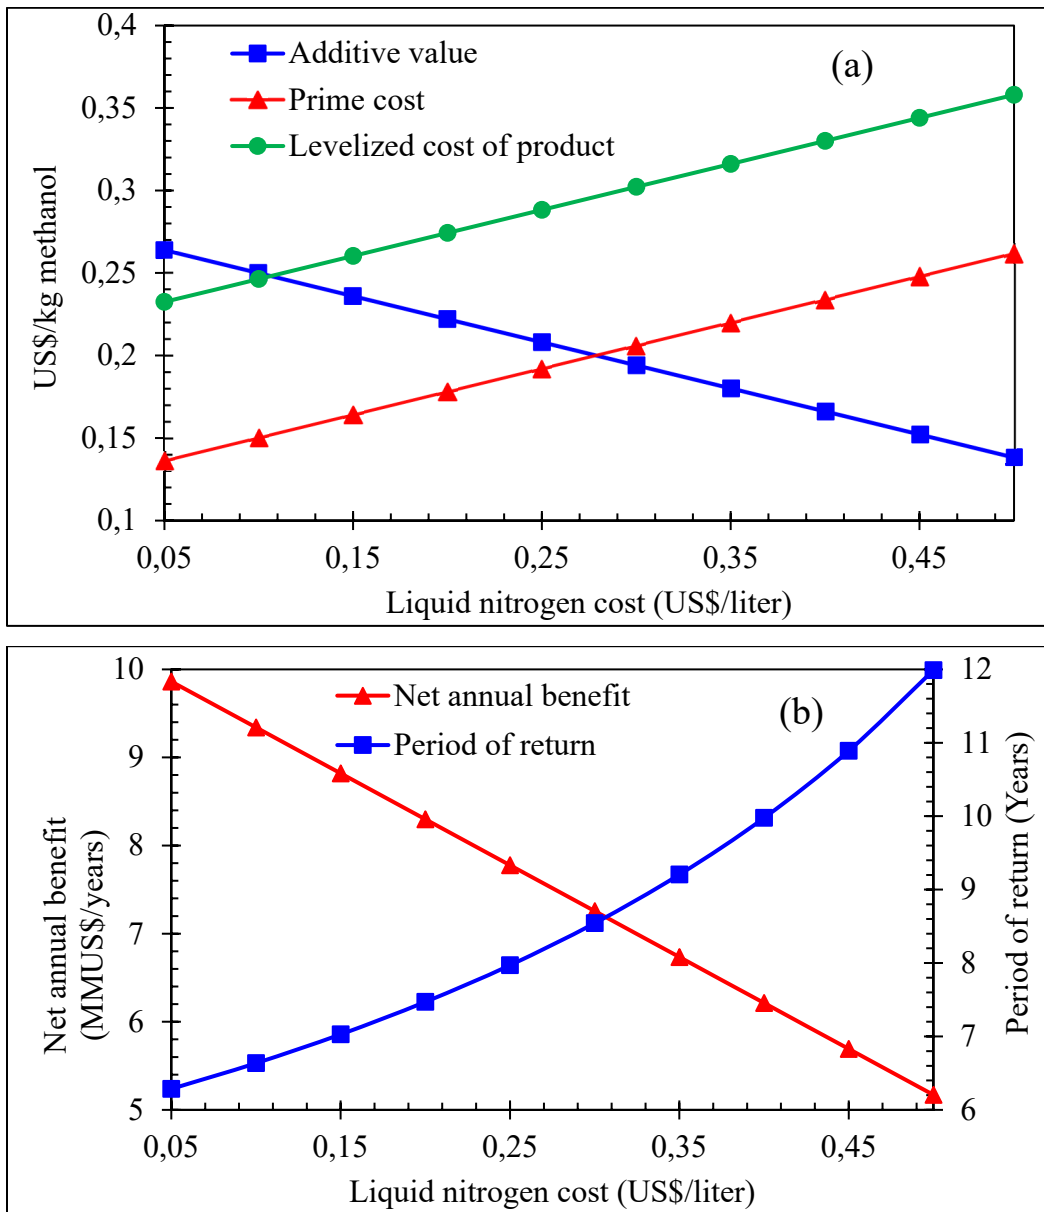 0,4
0,35
0,3
0,25
0,2
0,15
0,1
US$/kg methanol
Additive value
Prime cost
Levelized cost of product
(a)
0,05
0,15
0,25
0,35
0,45
Liquid nitrogen cost (US$/liter)
10
9
8
7
6
5
Net annual benefit
(MMUS$/years)
Net annual benefit
Period of return
(b)
12
11
10
9
8
7
6
Period of return (Years)
0,05
0,15
0,25
0,35
0,45
Liquid nitrogen cost (US$/liter)